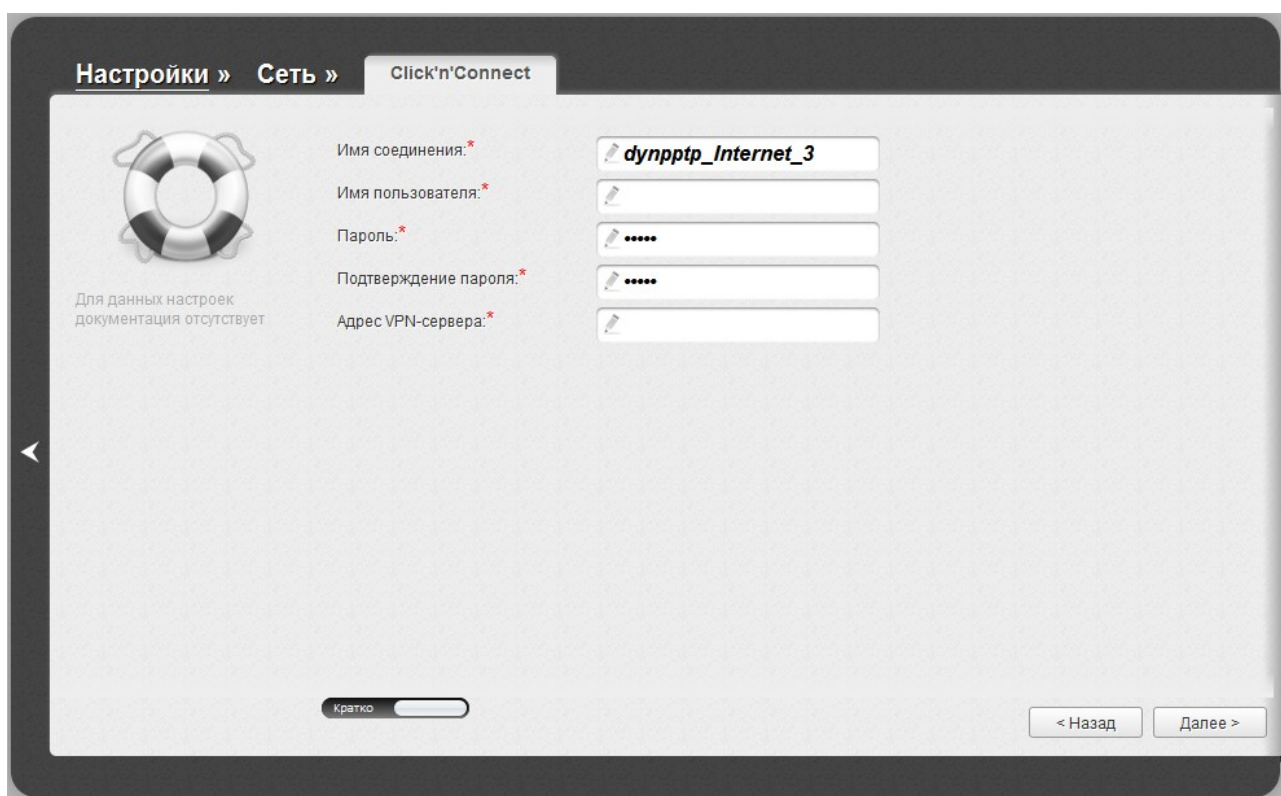 Настройки » Сеть » Click'n'Connect
Имя соединения:* dynpptp_Internet_3
Имя пользователя:*
Пароль:* •••••
Подтверждение пароля:* •••••
Адрес VPN-сервера:*
Для данных настроек
документация отсутствует
Кратко
< Назад Далее >